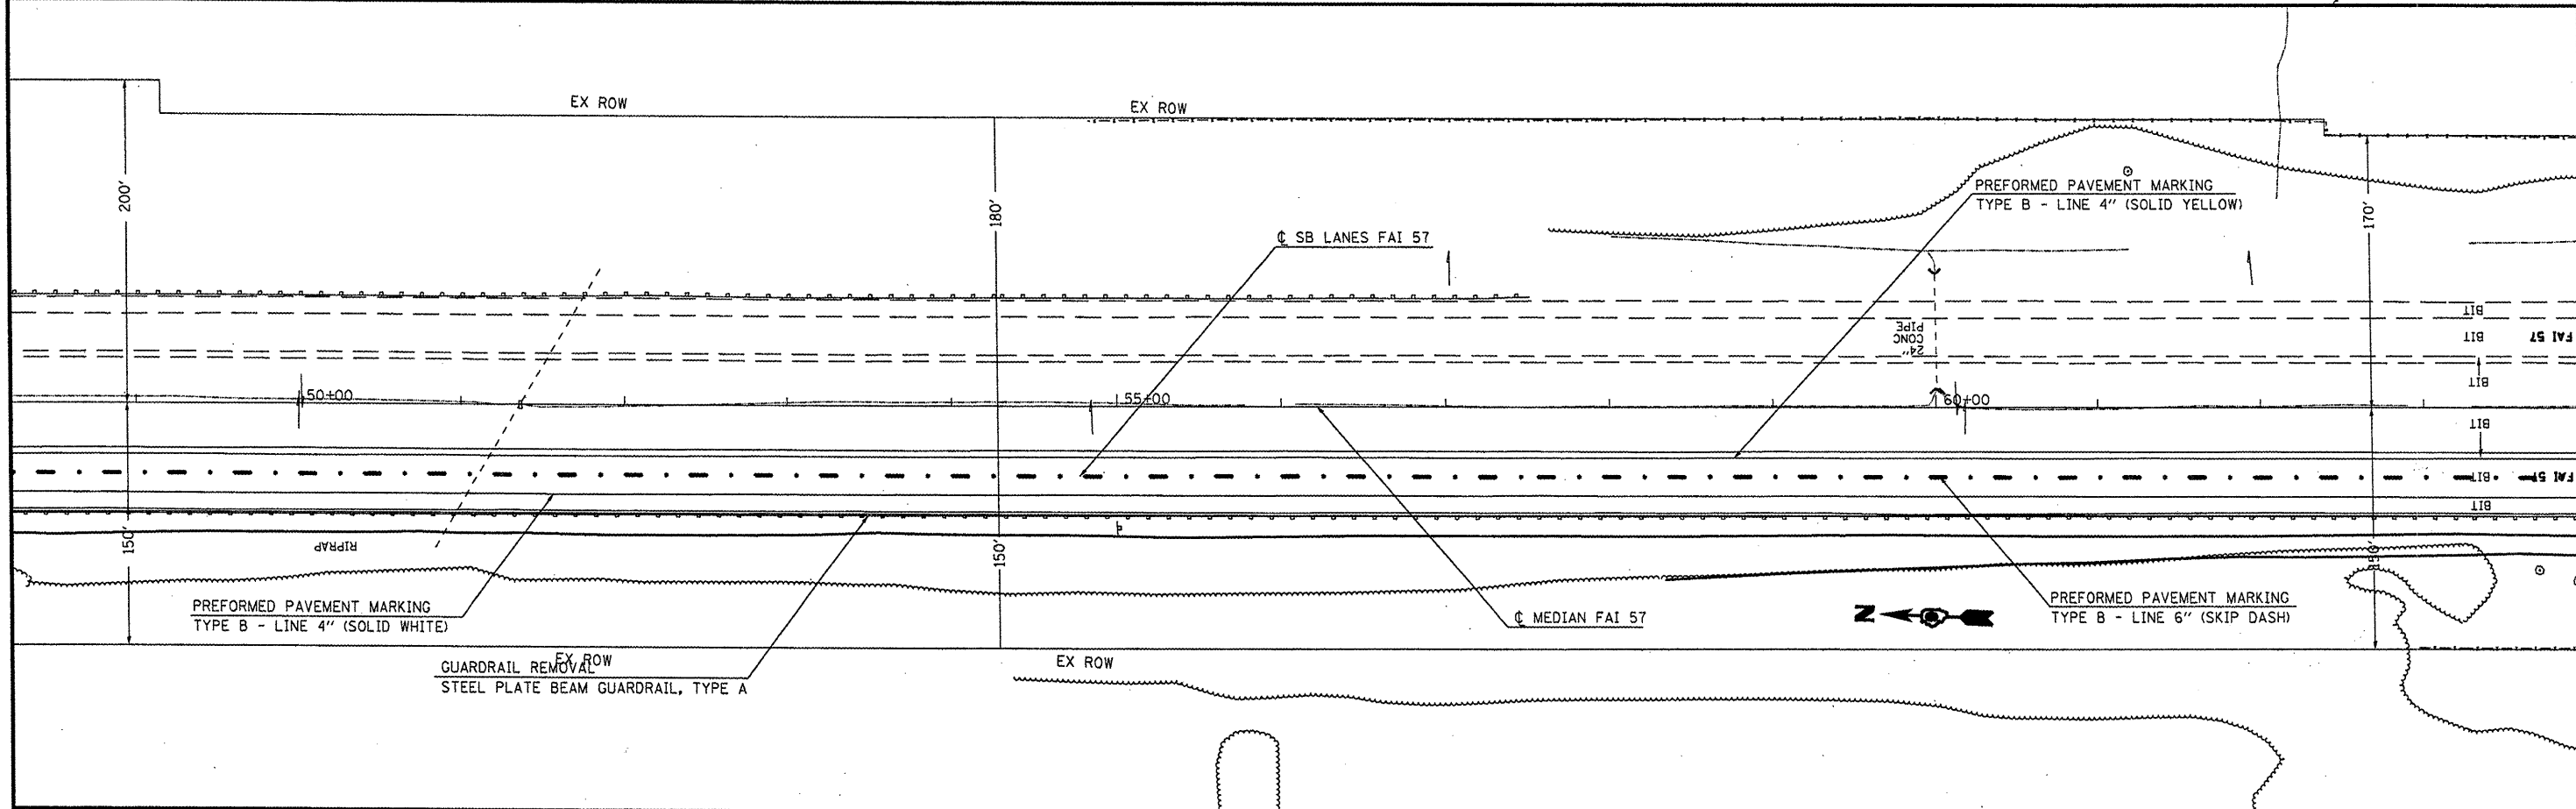 EX ROW
EX ROW
200'
180'
170'
PREFORMED PAVEMENT MARKING
TYPE B - LINE 4" (SOLID YELLOW)
℄ SB LANES FAI 57
24"
CONC
PIPE
BIT
BIT
FAI 57
BIT
50+00
55+00
60+00
BIT
BIT
FAI 57
BIT
150'
RIPRAP
150'
150'
PREFORMED PAVEMENT MARKING
TYPE B - LINE 4" (SOLID WHITE)
℄ MEDIAN FAI 57
N
PREFORMED PAVEMENT MARKING
TYPE B - LINE 6" (SKIP DASH)
EX ROW
EX ROW
GUARDRAIL REMOVAL
STEEL PLATE BEAM GUARDRAIL, TYPE A